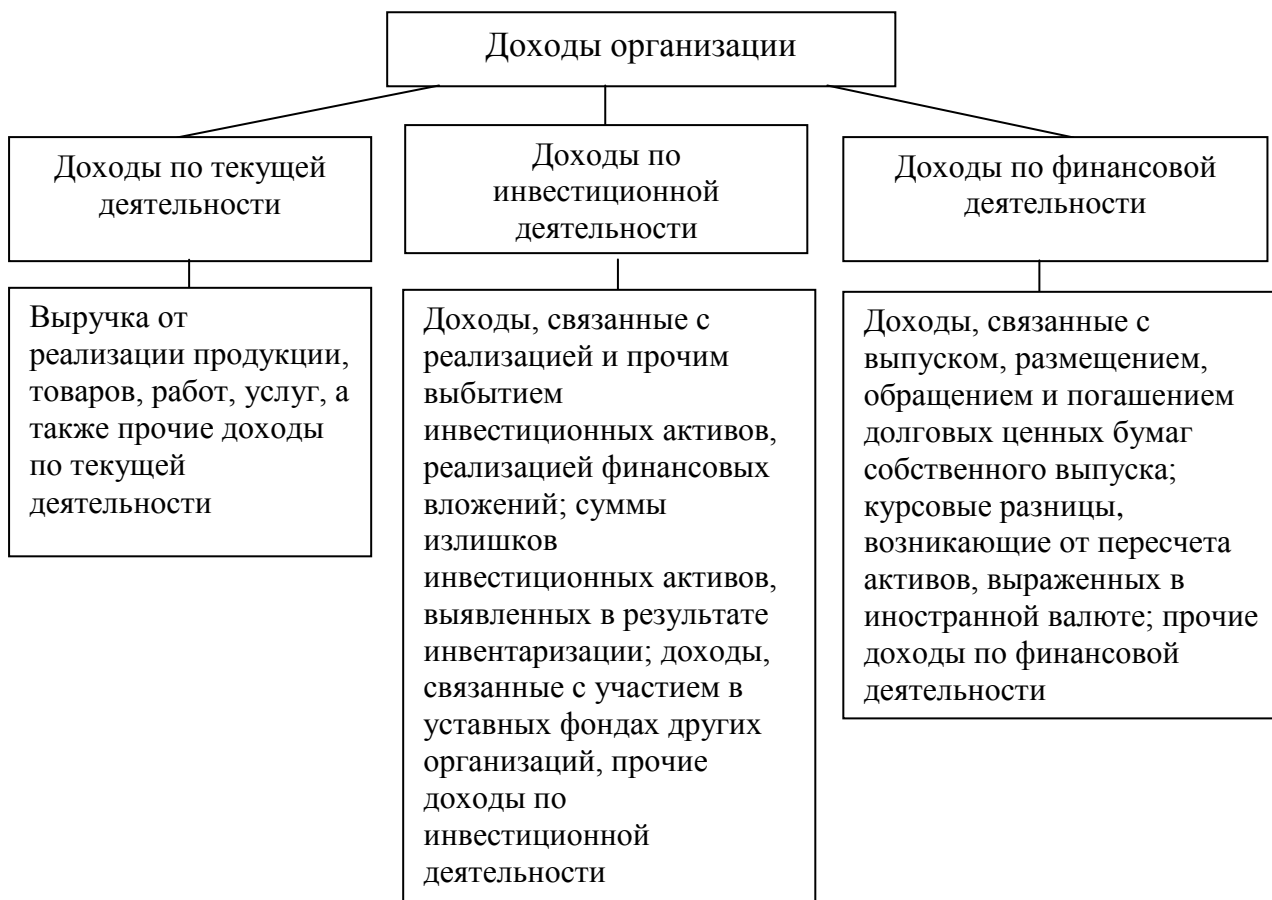 Доходы организации
Доходы по текущей
деятельности
Доходы по
инвестиционной
деятельности
Доходы по финансовой
деятельности
Выручка от
реализации продукции,
товаров, работ, услуг, а
также прочие доходы
по текущей
деятельности
Доходы, связанные с
реализацией и прочим
выбытием
инвестиционных активов,
реализацией финансовых
вложений; суммы
излишков
инвестиционных активов,
выявленных в результате
инвентаризации; доходы,
связанные с участием в
уставных фондах других
организаций, прочие
доходы по
инвестиционной
деятельности
Доходы, связанные с
выпуском, размещением,
обращением и погашением
долговых ценных бумаг
собственного выпуска;
курсовые разницы,
возникающие от пересчета
активов, выраженных в
иностранной валюте; прочие
доходы по финансовой
деятельности